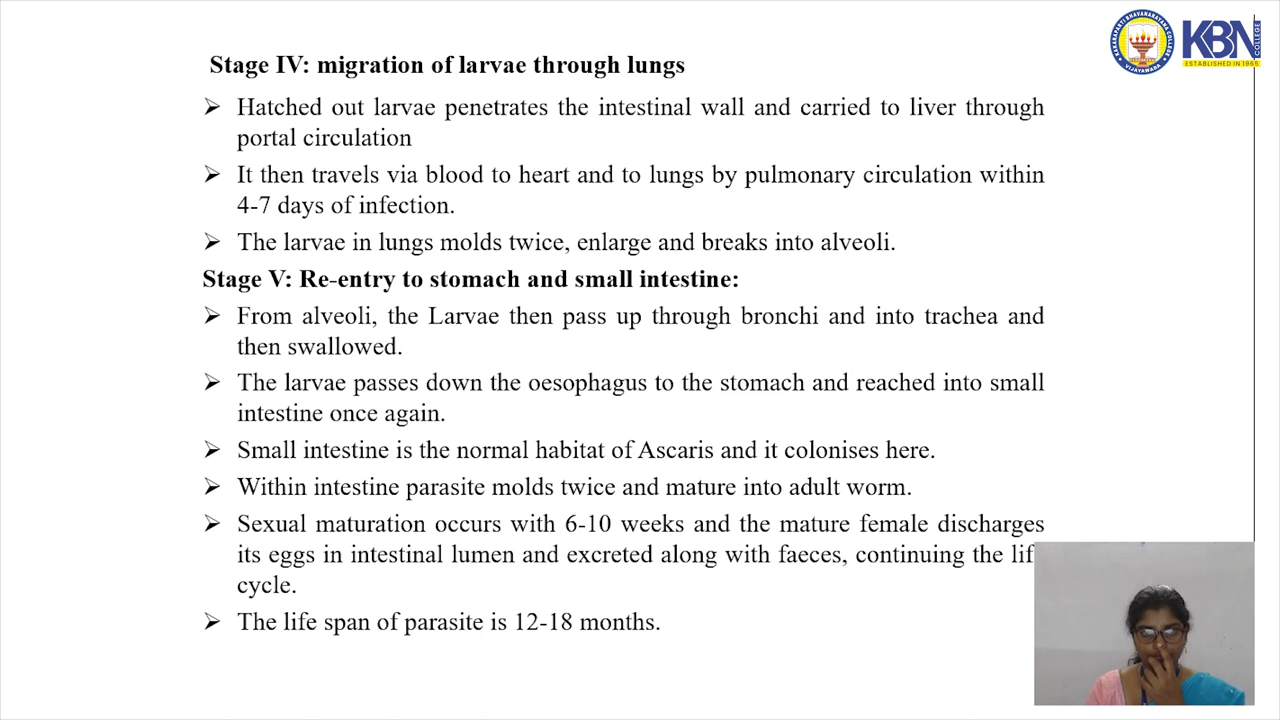 KAKARAPARTI BHAVANARAYANA COLLEGE
VIJAYAWADA
KBN
COLLEGE
ESTABLISHED IN 1965
Stage IV: migration of larvae through lungs
➢ Hatched out larvae penetrates the intestinal wall and carried to liver through
portal circulation
➢ It then travels via blood to heart and to lungs by pulmonary circulation within
4-7 days of infection.
➢ The larvae in lungs molds twice, enlarge and breaks into alveoli.
Stage V: Re-entry to stomach and small intestine:
➢ From alveoli, the Larvae then pass up through bronchi and into trachea and
then swallowed.
➢ The larvae passes down the oesophagus to the stomach and reached into small
intestine once again.
➢ Small intestine is the normal habitat of Ascaris and it colonises here.
➢ Within intestine parasite molds twice and mature into adult worm.
➢ Sexual maturation occurs with 6-10 weeks and the mature female discharges
its eggs in intestinal lumen and excreted along with faeces, continuing the lif
cycle.
➢ The life span of parasite is 12-18 months.